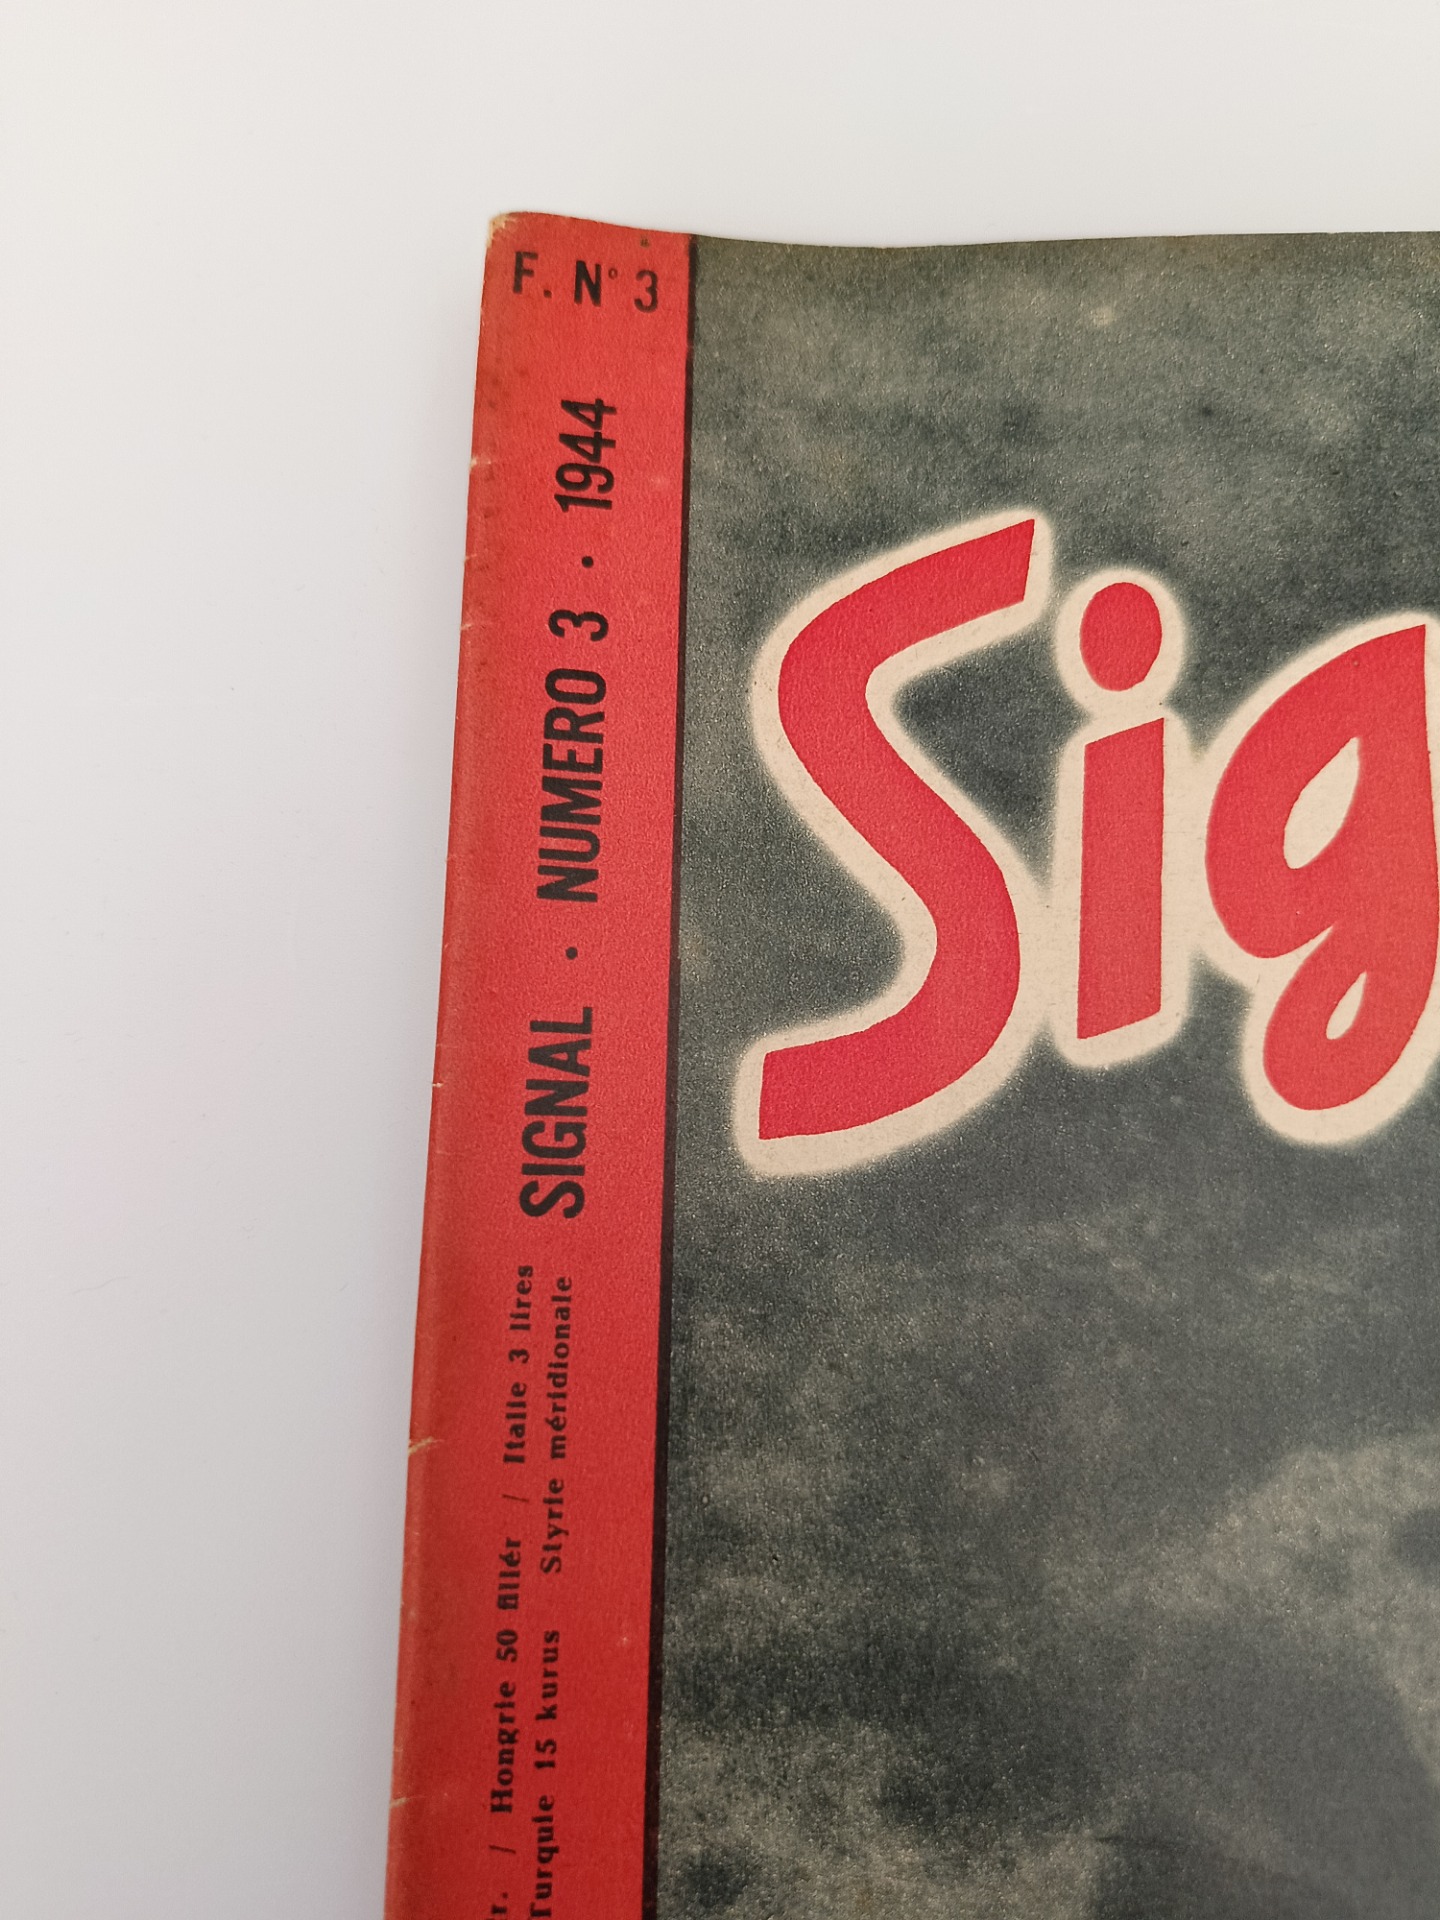 F. N° 3
SIGNAL · NUMERO 3 · 1944
Sig
/ Hongrie 50 fillér / Italie 3 lires
Turquie 15 kurus Styrie méridionale